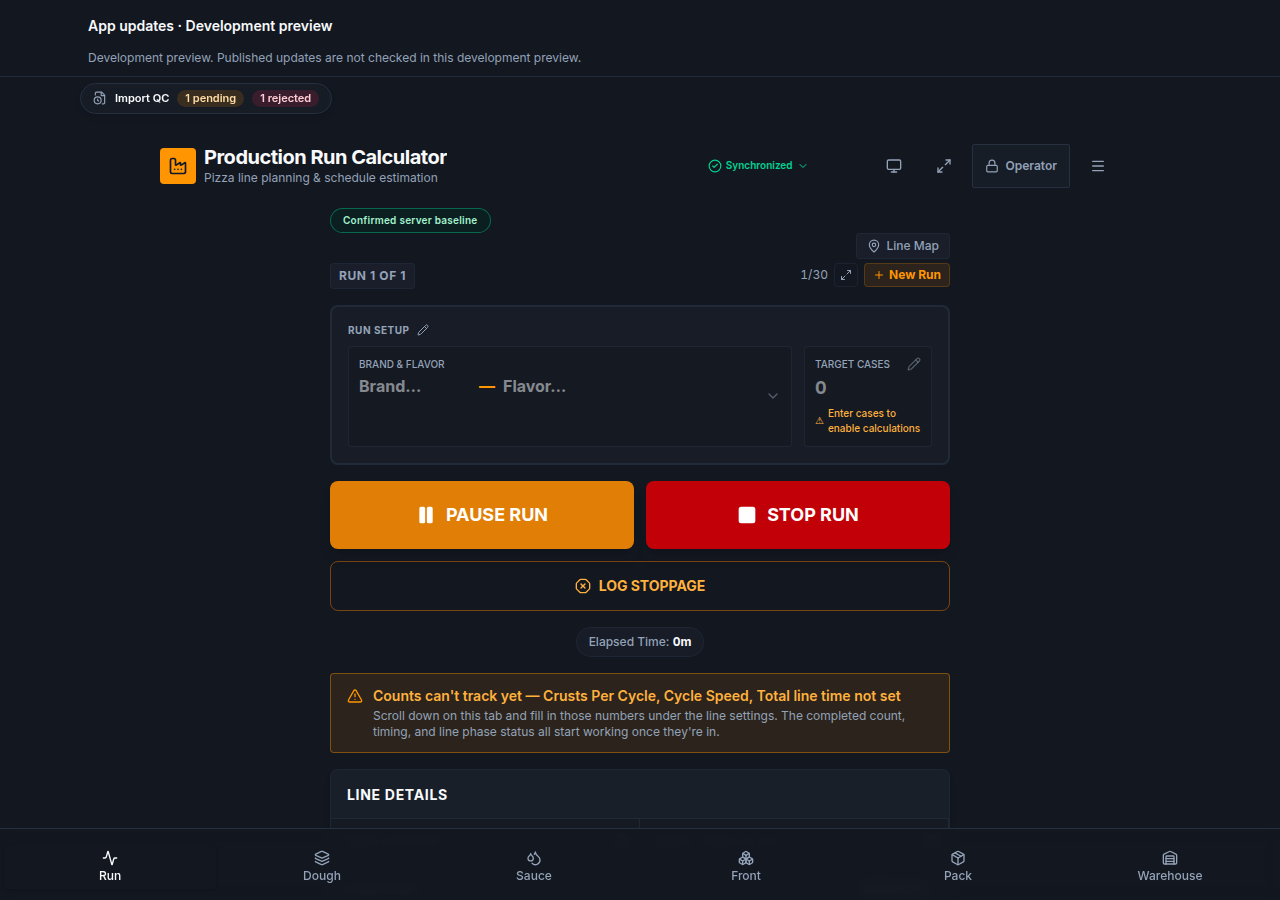 App updates · Development preview
Development preview. Published updates are not checked in this development preview.
Import QC 1 pending 1 rejected
Production Run Calculator
Pizza line planning & schedule estimation
Synchronized
Operator
Confirmed server baseline
Line Map
RUN 1 OF 1
1/30
+ New Run
RUN SETUP
BRAND & FLAVOR
Brand... — Flavor...
TARGET CASES
0
Enter cases to
enable calculations
PAUSE RUN
STOP RUN
LOG STOPPAGE
Elapsed Time: 0m
Counts can't track yet — Crusts Per Cycle, Cycle Speed, Total line time not set
Scroll down on this tab and fill in those numbers under the line settings. The completed count,
timing, and line phase status all start working once they're in.
LINE DETAILS
Run
Dough
Sauce
Front
Pack
Warehouse